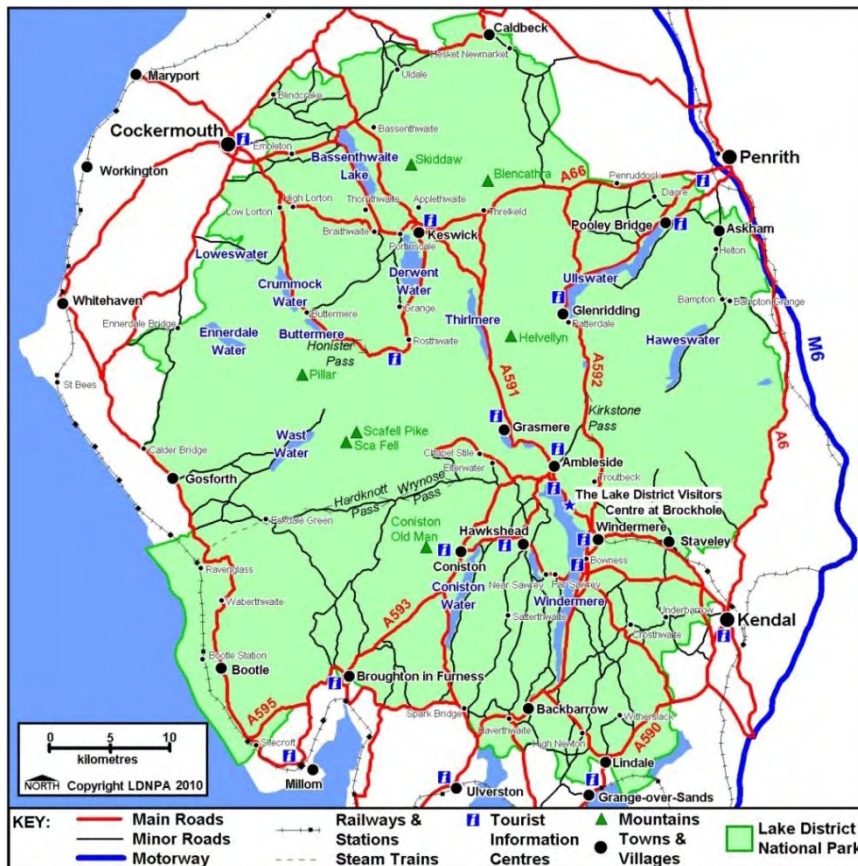 Caldbeck
Hesket Newmarket
Uldale
Maryport
Blindcrake
Cockermouth
Bassenthwaite
Embleton
Bassenthwaite
Lake
Skiddaw
Blencathra
Penrith
Workington
A66
Penruddock
Dacre
High Lorton
Low Lorton
Thornthwaite
Applethwaite
Threlkeld
Pooley Bridge
Askham
Braithwaite
Portinscale
Keswick
Helton
Loweswater
Derwent
Water
Ullswater
Crummock
Water
Whitehaven
Bampton
Bampton Grange
Grange
Buttermere
Thirlmere
Glenridding
Patterdale
Ennerdale Bridge
Ennerdale
Water
Buttermere
Honister
Pass
Rosthwaite
Helvellyn
Haweswater
M6
Pillar
A591
A592
St Bees
Kirkstone
Pass
Scafell Pike
Sca Fell
Grasmere
A6
Wast
Water
Calder Bridge
Chapel Stile
Elterwater
Ambleside
Gosforth
Troutbeck
Hardknott
Pass
Wrynose
Pass
The Lake District Visitors
Centre at Brockhole
Eskdale Green
Coniston
Old Man
Hawkshead
Windermere
Staveley
Coniston
Bowness
Ravenglass
Near Sawrey
Far Sawrey
Coniston
Water
Windermere
Waberthwaite
A593
Satterthwaite
Underbarrow
Crosthwaite
Kendal
Bootle Station
Bootle
Broughton in Furness
A595
Spark Bridge
Backbarrow
Witherslack
Haverthwaite
High Newton
A590
Silecroft
Lindale
Millom
Ulverston
Grange-over-Sands
0 5 10
kilometres
NORTH Copyright LDNPA 2010
KEY:
Main Roads
Minor Roads
Motorway
Railways &
Stations
Steam Trains
i Tourist
Information
Centres
Mountains
Towns &
Villages
Lake District
National Park